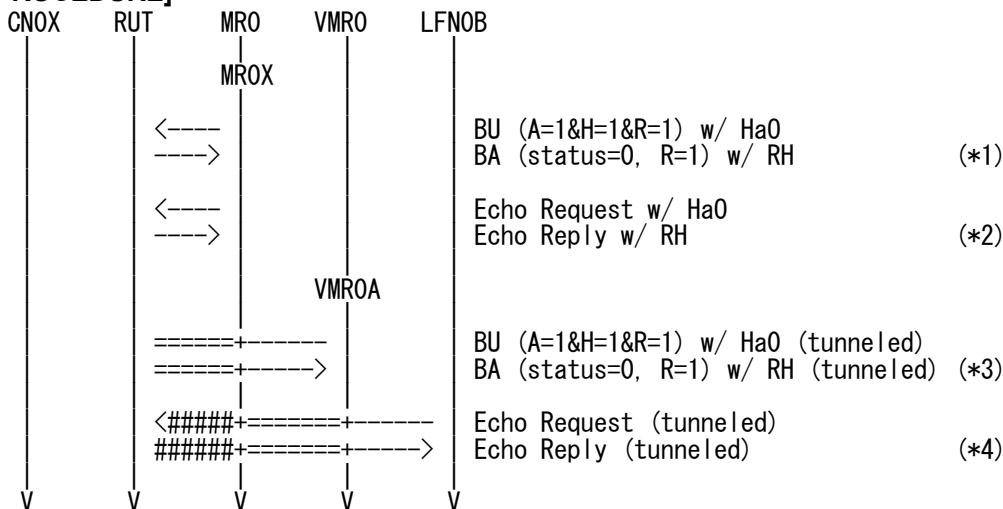 CNOX RUT MR0 VMR0 LFN0B
MR0X
<---- BU (A=1&H=1&R=1) w/ HaO
----> BA (status=0, R=1) w/ RH (*1)
<---- Echo Request w/ HaO
----> Echo Reply w/ RH (*2)
VMR0A
======+------ BU (A=1&H=1&R=1) w/ HaO (tunneled)
======+-----> BA (status=0, R=1) w/ RH (tunneled) (*3)
<#####+=======+------ Echo Request (tunneled)
######+=======+-----> Echo Reply (tunneled) (*4)
V V V V V